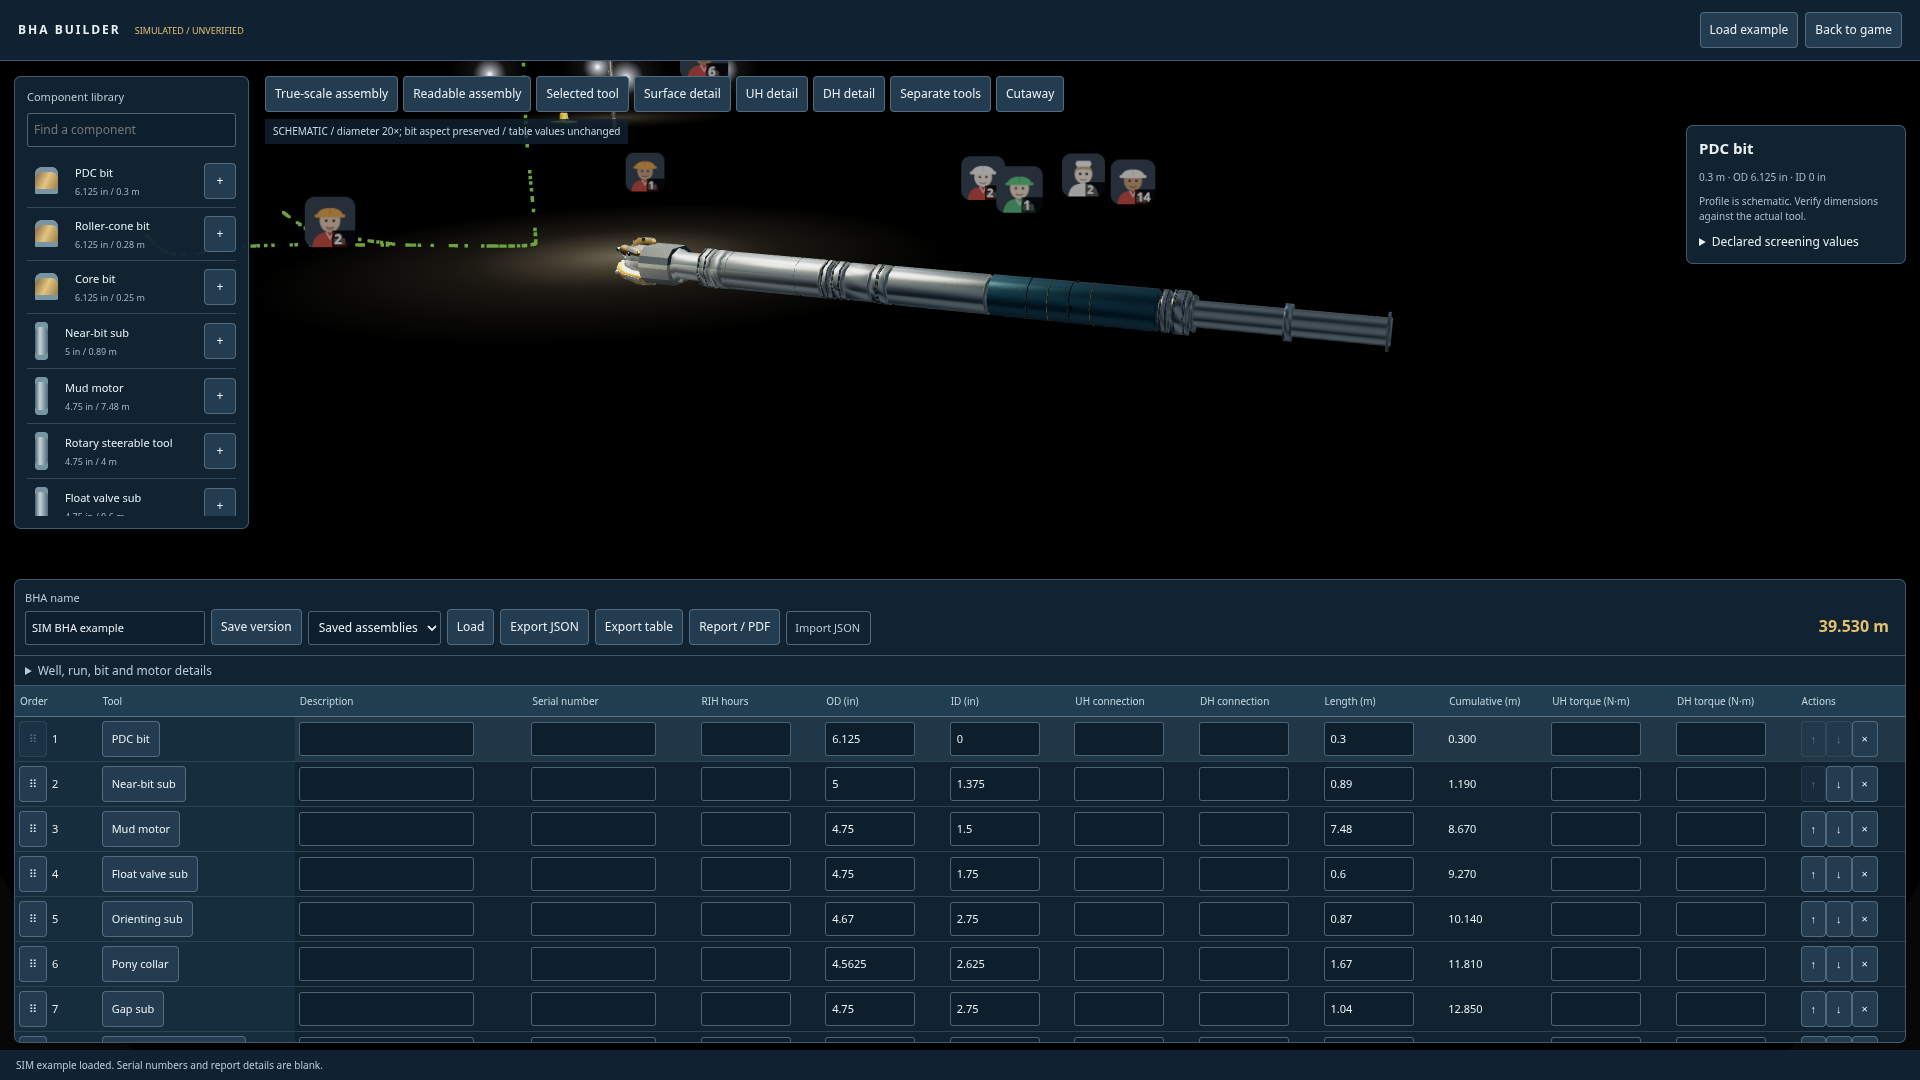 BHA BUILDER SIMULATED / UNVERIFIED Load example Back to game
Component library
Find a component
PDC bit
6.125 in / 0.3 m
+
Roller-cone bit
6.125 in / 0.28 m
+
Core bit
6.125 in / 0.25 m
+
Near-bit sub
5 in / 0.89 m
+
Mud motor
4.75 in / 7.48 m
+
Rotary steerable tool
4.75 in / 4 m
+
Float valve sub
4.75 in / 0.6 m
+
True-scale assembly Readable assembly Selected tool Surface detail UH detail DH detail Separate tools Cutaway
SCHEMATIC / diameter 20×; bit aspect preserved / table values unchanged
6
2
1
2
1
2
14
PDC bit
0.3 m · OD 6.125 in · ID 0 in
Profile is schematic. Verify dimensions
against the actual tool.
▶ Declared screening values
BHA name
SIM BHA example Save version Saved assemblies Load Export JSON Export table Report / PDF Import JSON 39.530 m
▶ Well, run, bit and motor details
Order Tool Description Serial number RIH hours OD (in) ID (in) UH connection DH connection Length (m) Cumulative (m) UH torque (N·m) DH torque (N·m) Actions
1 PDC bit 6.125 0 0.3 0.300 ↑ ↓ ×
2 Near-bit sub 5 1.375 0.89 1.190 ↑ ↓ ×
3 Mud motor 4.75 1.5 7.48 8.670 ↑ ↓ ×
4 Float valve sub 4.75 1.75 0.6 9.270 ↑ ↓ ×
5 Orienting sub 4.67 2.75 0.87 10.140 ↑ ↓ ×
6 Pony collar 4.5625 2.625 1.67 11.810 ↑ ↓ ×
7 Gap sub 4.75 2.75 1.04 12.850 ↑ ↓ ×
SIM example loaded. Serial numbers and report details are blank.